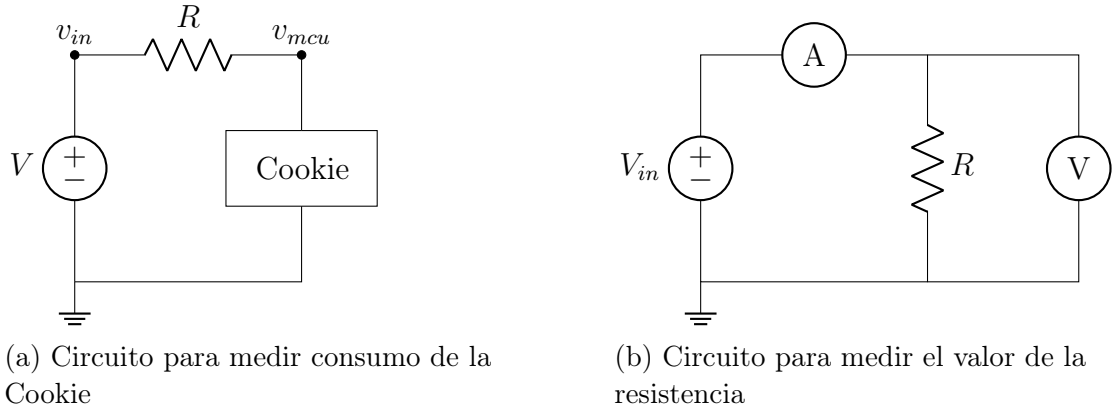 R
v_in
v_mcu
V
+
−
Cookie
(a) Circuito para medir consumo de la
Cookie
A
V_in
+
−
R
V
(b) Circuito para medir el valor de la
resistencia